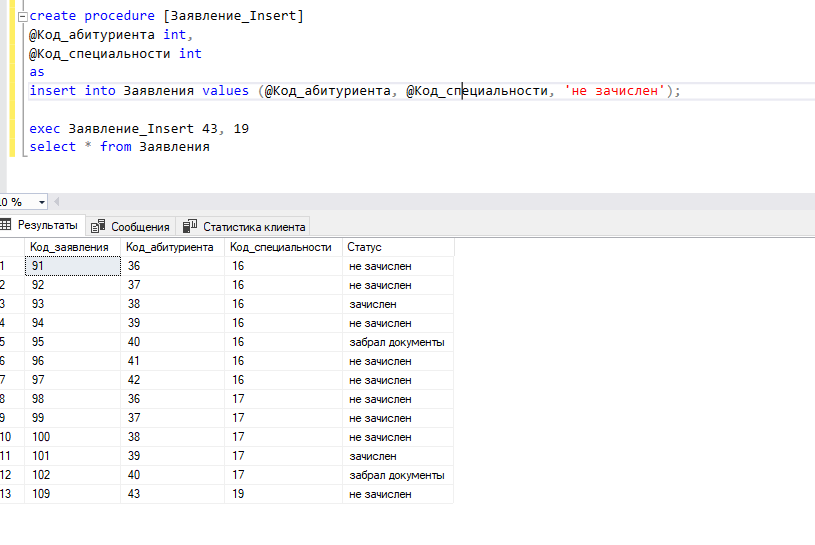 create procedure [Заявление_Insert]
@Код_абитуриента int,
@Код_специальности int
as
insert into Заявления values (@Код_абитуриента, @Код_специальности, 'не зачислен');
exec Заявление_Insert 43, 19
select * from Заявления
.0 %
Результаты Сообщения Статистика клиента
Код_заявления Код_абитуриента Код_специальности Статус
1 91 36 16 не зачислен
2 92 37 16 не зачислен
3 93 38 16 зачислен
4 94 39 16 не зачислен
5 95 40 16 забрал документы
6 96 41 16 не зачислен
7 97 42 16 не зачислен
8 98 36 17 не зачислен
9 99 37 17 не зачислен
10 100 38 17 не зачислен
11 101 39 17 зачислен
12 102 40 17 забрал документы
13 109 43 19 не зачислен